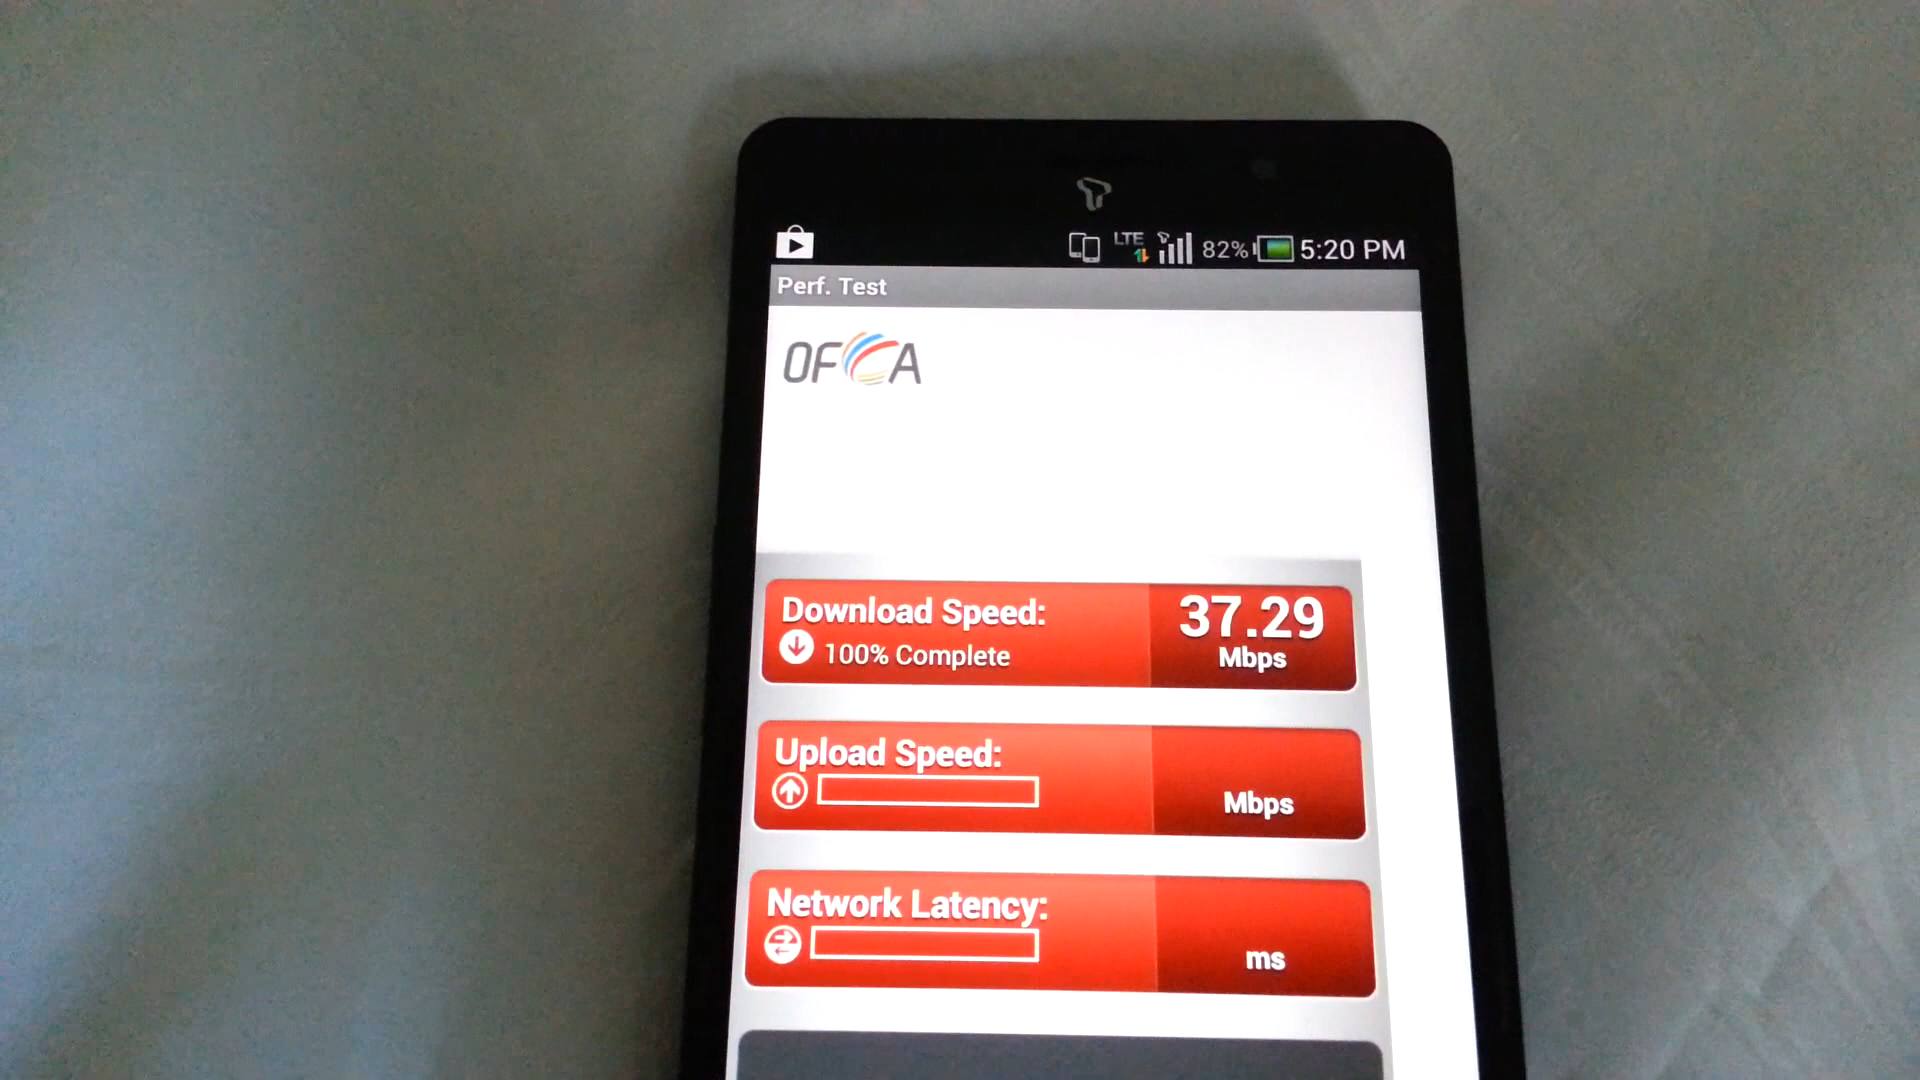 LTE 82% 5:20 PM
Perf. Test
OFCA
Download Speed:
100% Complete
37.29
Mbps
Upload Speed:
Mbps
Network Latency:
ms